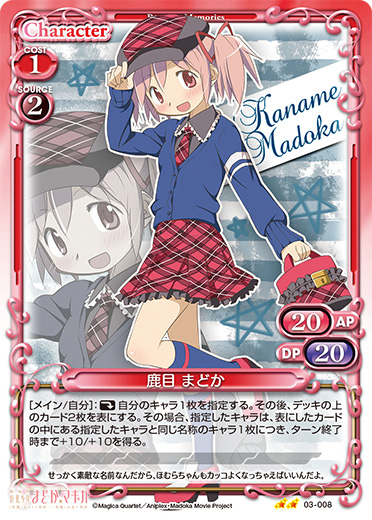 Character
COST
1
SOURCE
2
Kaname
Madoka
20 AP
DP 20
鹿目 まどか
[メイン/自分]:自分のキャラ1枚を指定する。その後、デッキの上
のカード2枚を表にする。その場合、指定したキャラは、表にしたカード
の中にある指定したキャラと同じ名称のキャラ1枚につき、ターン終了
時まで+10/+10を得る。
せっかく素敵な名前なんだから、ほむらちゃんもカッコよくなっちゃえばいいんだよ。
©Magica Quartet／Aniplex・Madoka Movie Project
03-008